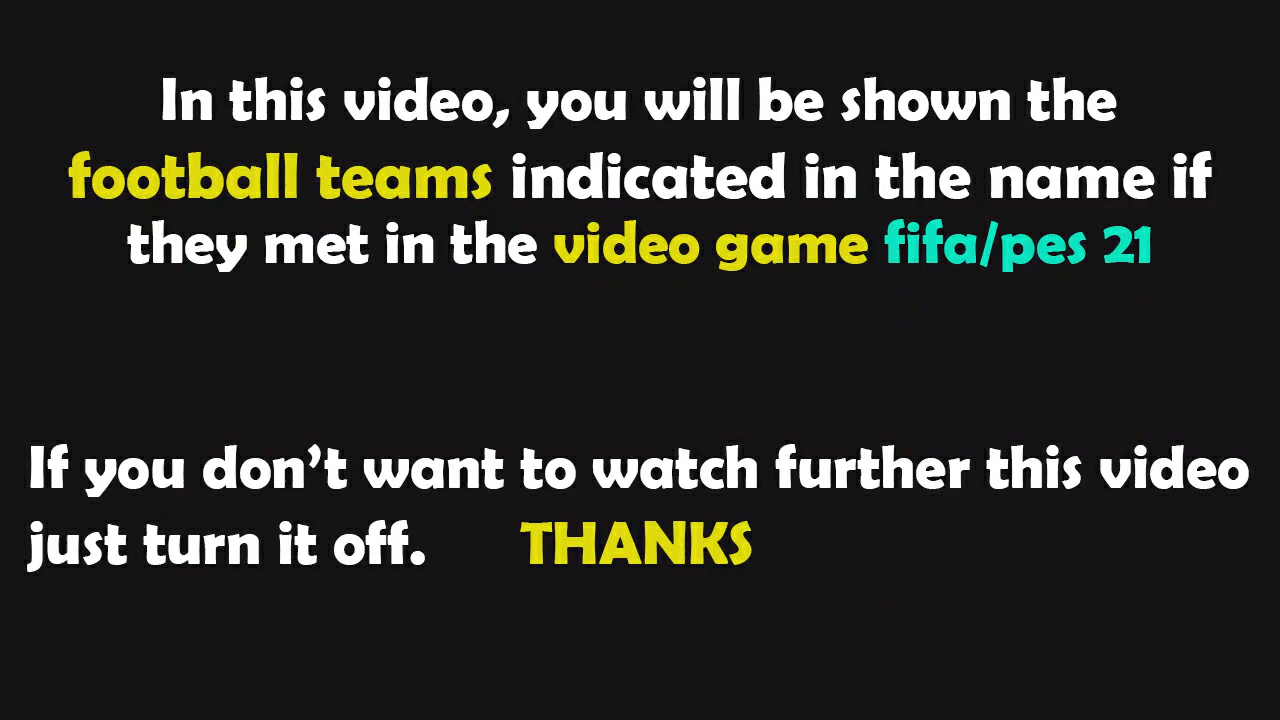 In this video, you will be shown the
football teams indicated in the name if
they met in the video game fifa/pes 21
If you don't want to watch further this video
just turn it off. THANKS